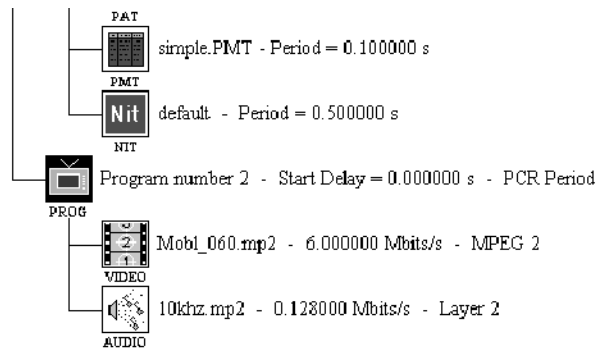 PAT
simple.PMT - Period = 0.100000 s
PMT
Nit
default - Period = 0.500000 s
NIT
Program number 2 - Start Delay = 0.000000 s - PCR Period
PROG
2
1
Mobl_060.mp2 - 6.000000 Mbits/s - MPEG 2
VIDEO
10khz.mp2 - 0.128000 Mbits/s - Layer 2
AUDIO